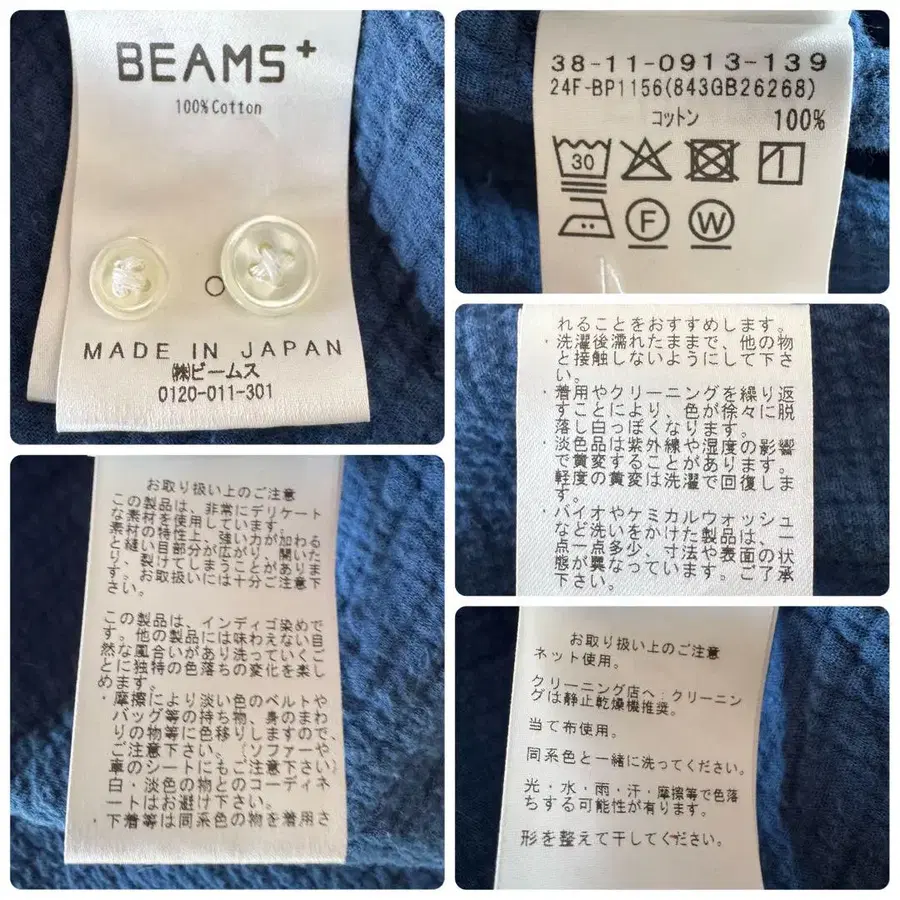 BEAMS+
100%Cotton
MADE IN JAPAN
㈱ビームス
0120-011-301
38-11-0913-139
24F-BP1156(843GB26268)
コットン 100%
30
F
W
れることをおすすめします。
・洗濯後濡れたままで、他の物
と接触しないようにして下さ
い。
・着用やクリーニングを繰り返
すことにより、色が徐々に脱
落し白っぽくなります。
・淡色品は紫外線や湿度の影響
で黄変することがあります。
軽度の黄変は洗濯で回復しま
す。
・バイオやケミカルウォッシュ
など洗いをかけた製品は、一
点一点多少、寸法や表面の状
態が異なっています。ご了承
下さい。
お取り扱い上のご注意
この製品は、非常にデリケート
な素材を使用しています。
素材の特性上、強い力が加わる
と縫い目部分が広がり、開いた
り、裂けてしまうことがありま
す。お取扱いには十分ご注意下
さい。
この製品は、インディゴ染めで
す。他の製品には味わえない自
然な風合いがあり洗っていくご
とに独特の色落ちの変化を楽し
めます。
・摩擦により淡い色のベルトや
バッグ等の持ち物、身のまわ
りの物等に色移りしますので、
ご注意下さい。(ソファーや、
車のシートにもご注意下さい)
白・淡色の物とのコーディネ
ートはお避け下さい。
・下着等は同系色の物を着用さ
お取り扱い上のご注意
ネット使用。
クリーニング店へ：クリーニン
グは静止乾燥機推奨。
当て布使用。
同系色と一緒に洗ってください。
光・水・雨・汗・摩擦等で色落
ちする可能性が有ります。
形を整えて干してください。